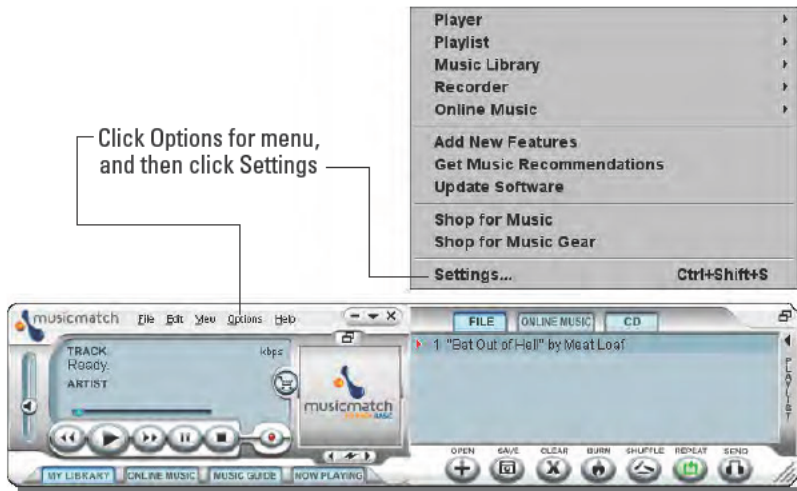 Player
Playlist
Music Library
Recorder
Online Music
Add New Features
Get Music Recommendations
Update Software
Shop for Music
Shop for Music Gear
Settings... Ctrl+Shift+S
Click Options for menu,
and then click Settings
musicmatch File Edit View Options Help
TRACK kbps
Ready.
ARTIST
musicmatch
BASIC
MY LIBRARY ONLINE MUSIC MUSIC GUIDE NOW PLAYING
FILE ONLINE MUSIC CD
1 "Bat Out of Hell" by Meat Loaf
PLAYLIST
OPEN SAVE CLEAR BURN SHUFFLE REPEAT SEND